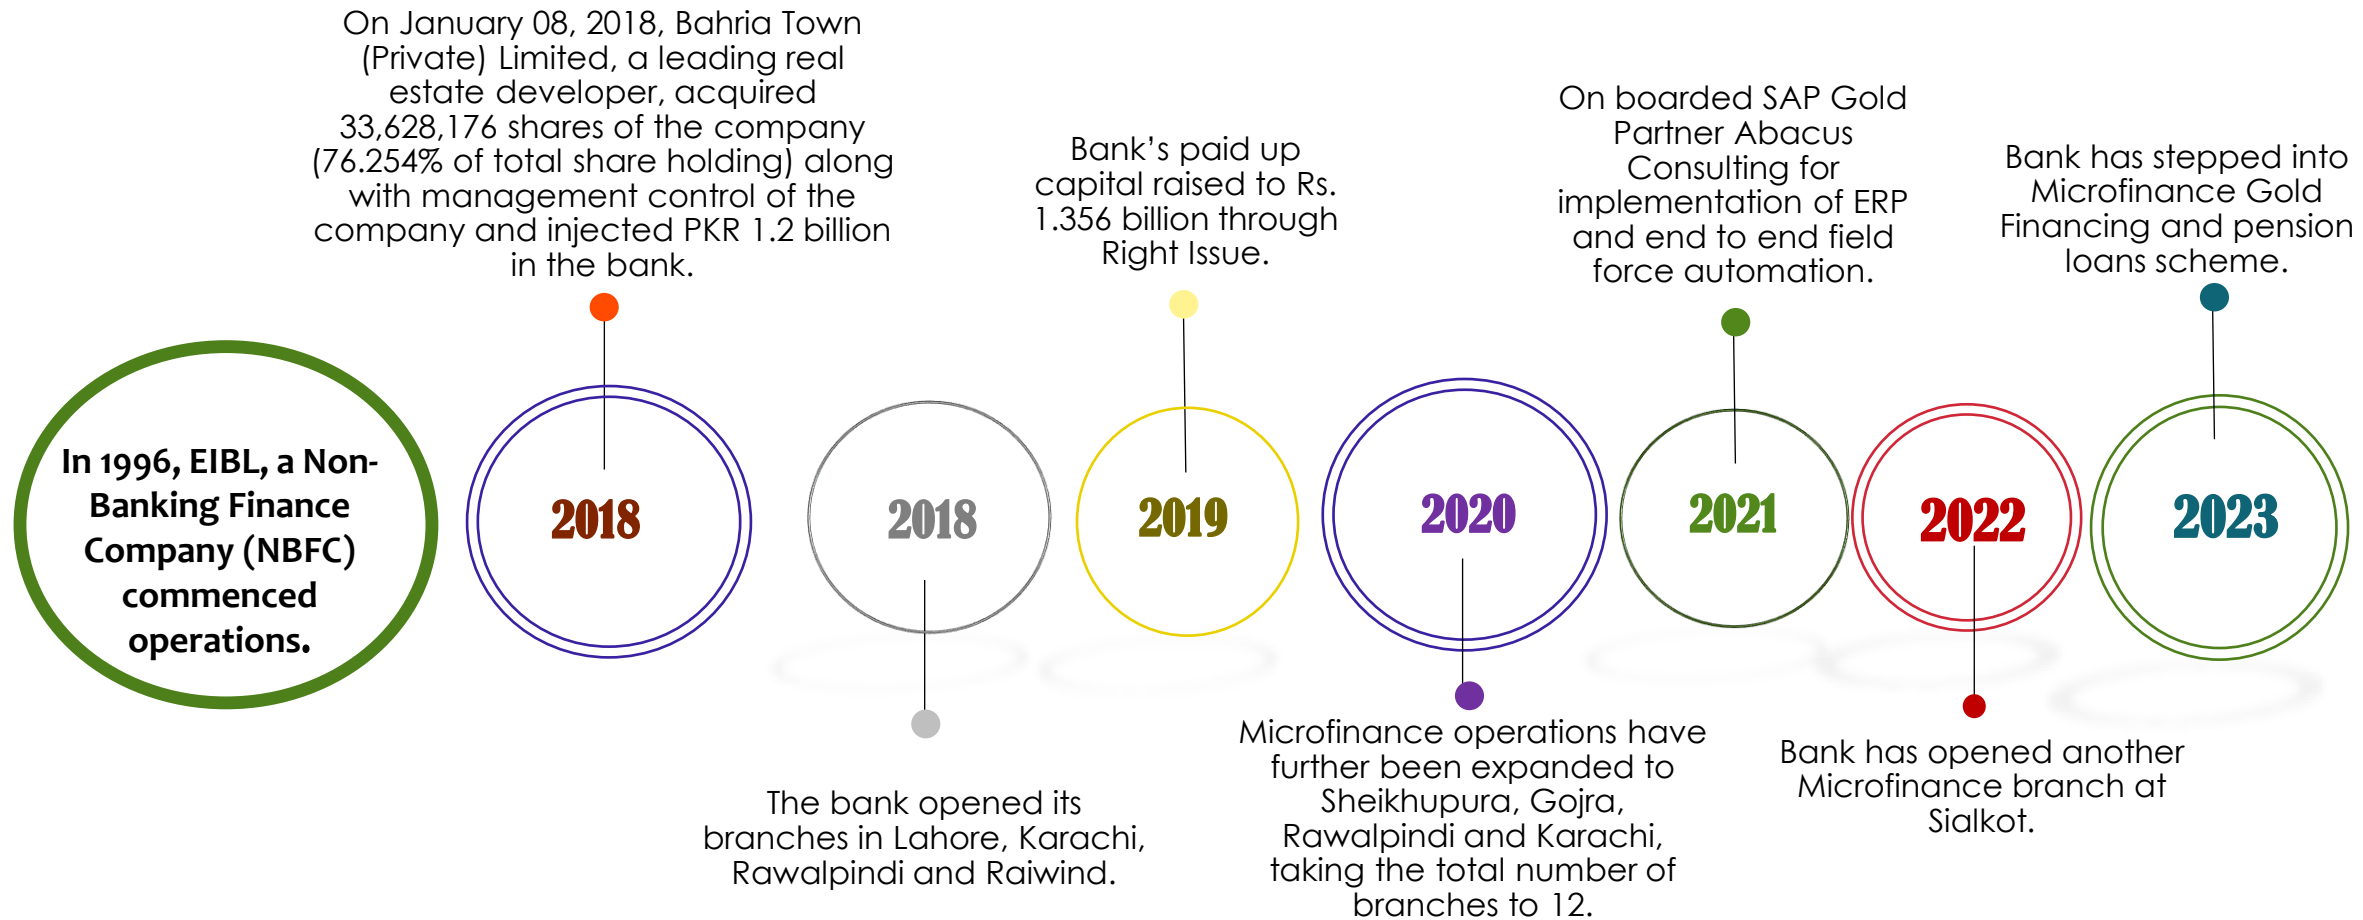 On January 08, 2018, Bahria Town
(Private) Limited, a leading real
estate developer, acquired
33,628,176 shares of the company
(76.254% of total share holding) along
with management control of the
company and injected PKR 1.2 billion
in the bank.
Bank’s paid up
capital raised to Rs.
1.356 billion through
Right Issue.
On boarded SAP Gold
Partner Abacus
Consulting for
implementation of ERP
and end to end field
force automation.
Bank has stepped into
Microfinance Gold
Financing and pension
loans scheme.
In 1996, EIBL, a Non-
Banking Finance
Company (NBFC)
commenced
operations.
2018
2018
2019
2020
2021
2022
2023
The bank opened its
branches in Lahore, Karachi,
Rawalpindi and Raiwind.
Microfinance operations have
further been expanded to
Sheikhupura, Gojra,
Rawalpindi and Karachi,
taking the total number of
branches to 12.
Bank has opened another
Microfinance branch at
Sialkot.